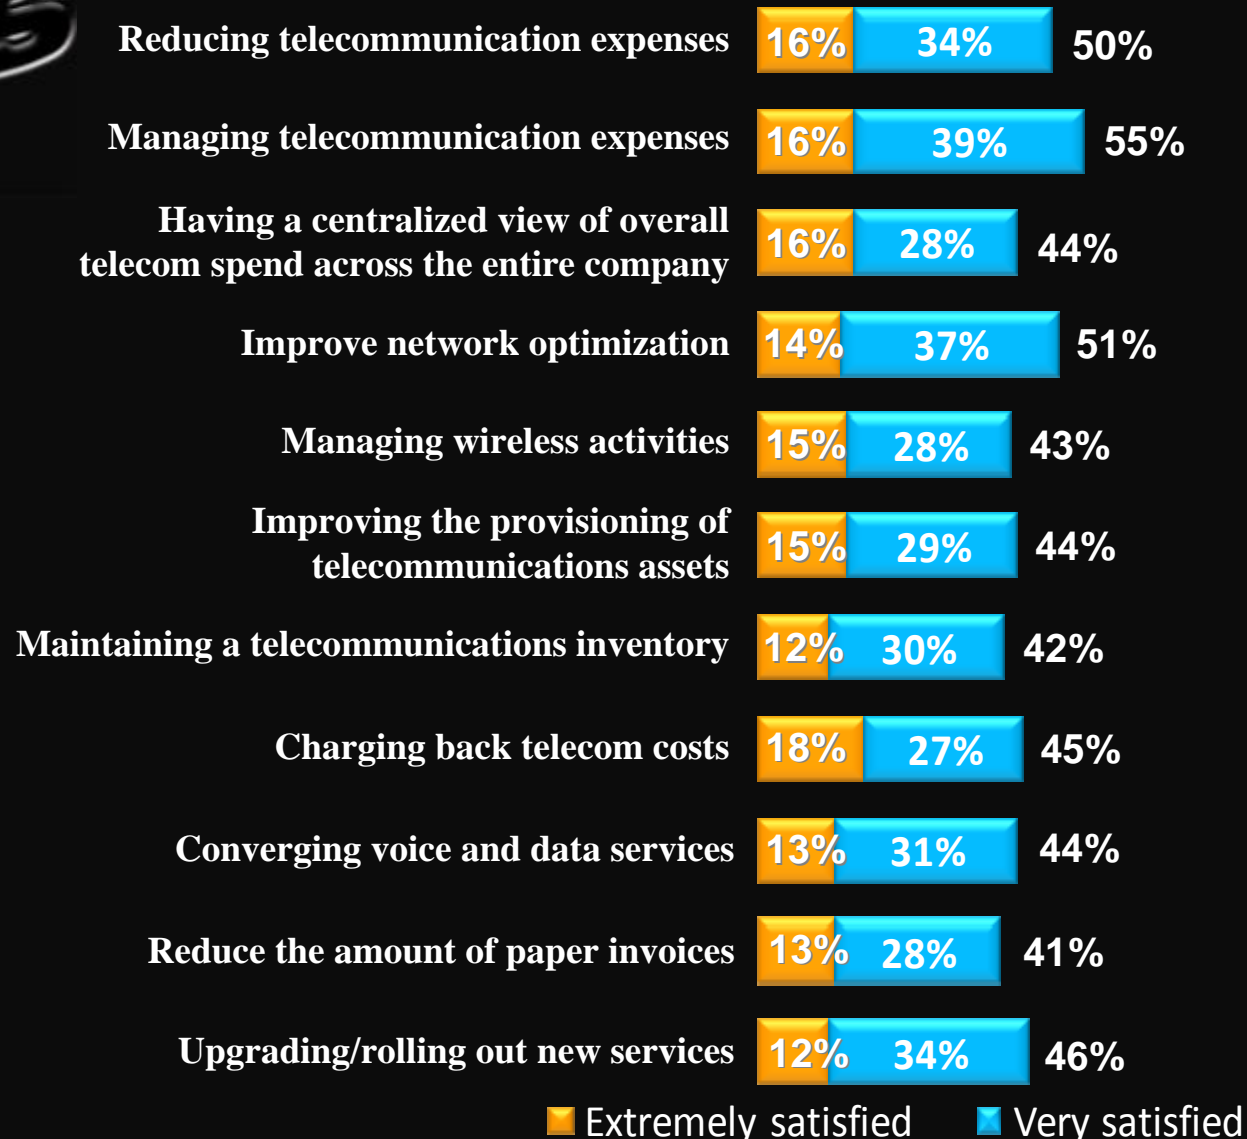 Reducing telecommunication expenses 16% 34% 50%
Managing telecommunication expenses 16% 39% 55%
Having a centralized view of overall
telecom spend across the entire company 16% 28% 44%
Improve network optimization 14% 37% 51%
Managing wireless activities 15% 28% 43%
Improving the provisioning of
telecommunications assets 15% 29% 44%
Maintaining a telecommunications inventory 12% 30% 42%
Charging back telecom costs 18% 27% 45%
Converging voice and data services 13% 31% 44%
Reduce the amount of paper invoices 13% 28% 41%
Upgrading/rolling out new services 12% 34% 46%
Extremely satisfied Very satisfied